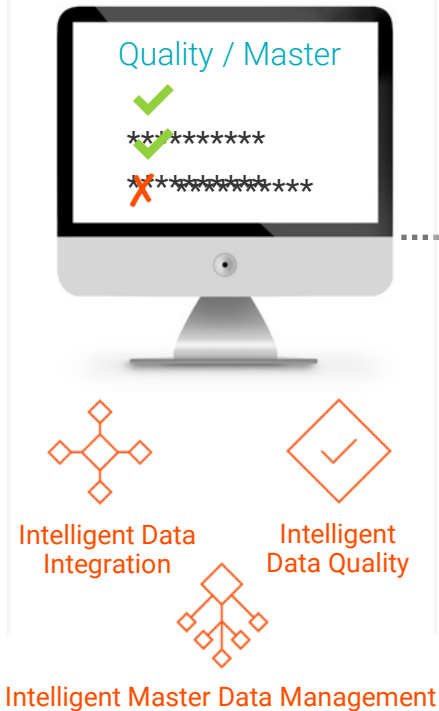 Quality / Master
**********
********** **********
Intelligent Data
Integration
Intelligent
Data Quality
Intelligent Master Data Management